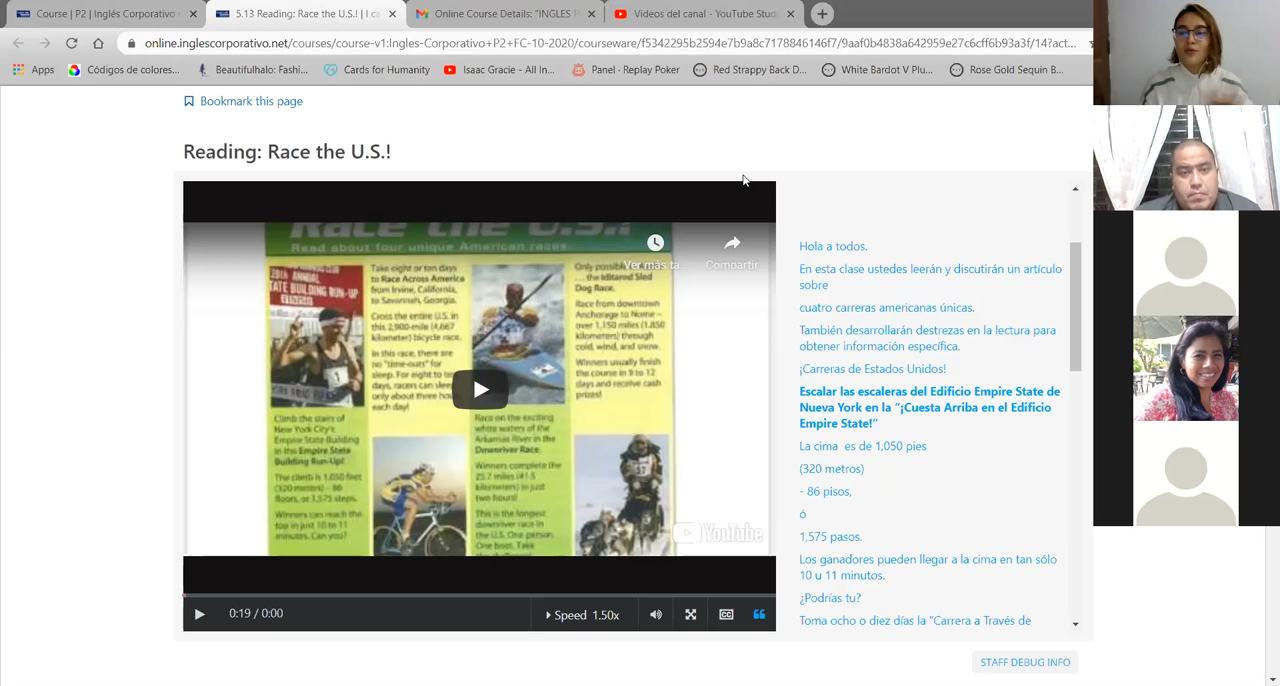 Course | P2 | Inglés Corporativo
5.13 Reading: Race the U.S.! | I ca
Online Course Details: "INGLES P
Videos del canal - YouTube Stud
online.inglescorporativo.net/courses/course-v1:Ingles-Corporativo+P2+FC-10-2020/courseware/f5342295b2594e7b9a8c7178846146f7/9aaf0b4838a642959e27c6cff6b93a3f/14?act...
Apps
Códigos de colores...
Beautifulhalo: Fashi...
Cards for Humanity
Isaac Gracie - All In...
Panel · Replay Poker
Red Strappy Back D...
White Bardot V Plu...
Rose Gold Sequin B...
Bookmark this page
Reading: Race the U.S.!
Race the U.S.!
Read about four unique American races
Ver más ta...
Compartir
28TH ANNUAL
STATE BUILDING RUN-UP
1
Climb the stairs of
New York City's
Empire State Building
in the Empire State
Building Run-Up!
The climb is 1,050 feet
(320 meters) – 86
floors, or 1,575 steps.
Winners can reach the
top in just 10 to 11
minutes. Can you?
Take eight or ten days
to Race Across America
from Irvine, California,
to Savannah, Georgia.
Cross the entire U.S. in
this 2,900-mile (4,667
kilometer) bicycle race.
In this race, there are
no "time-outs" for
sleep. For eight to ten
days, racers can sleep
only about three hours
each day!
Race on the exciting
white waters of the
Arkansas River in the
Downriver Race.
Winners complete the
25.7 miles (41.5
kilometers) in just
two hours!
This is the longest
downriver race in
the U.S. One person.
One boat. Take
Only possible
... the Iditarod Sled
Dog Race.
Race from downtown
Anchorage to Nome –
over 1,150 miles (1,850
kilometers) through
cold, wind, and snow.
Winners usually finish
the course in 9 to 12
days and receive cash
prizes!
YouTube
0:19 / 0:00
Speed 1.50x
Hola a todos.
En esta clase ustedes leerán y discutirán un artículo
sobre
cuatro carreras americanas únicas.
También desarrollarán destrezas en la lectura para
obtener información específica.
¡Carreras de Estados Unidos!
Escalar las escaleras del Edificio Empire State de
Nueva York en la "¡Cuesta Arriba en el Edificio
Empire State!"
La cima es de 1,050 pies
(320 metros)
- 86 pisos,
ó
1,575 pasos.
Los ganadores pueden llegar a la cima en tan sólo
10 u 11 minutos.
¿Podrías tu?
Toma ocho o diez días la "Carrera a Través de
STAFF DEBUG INFO